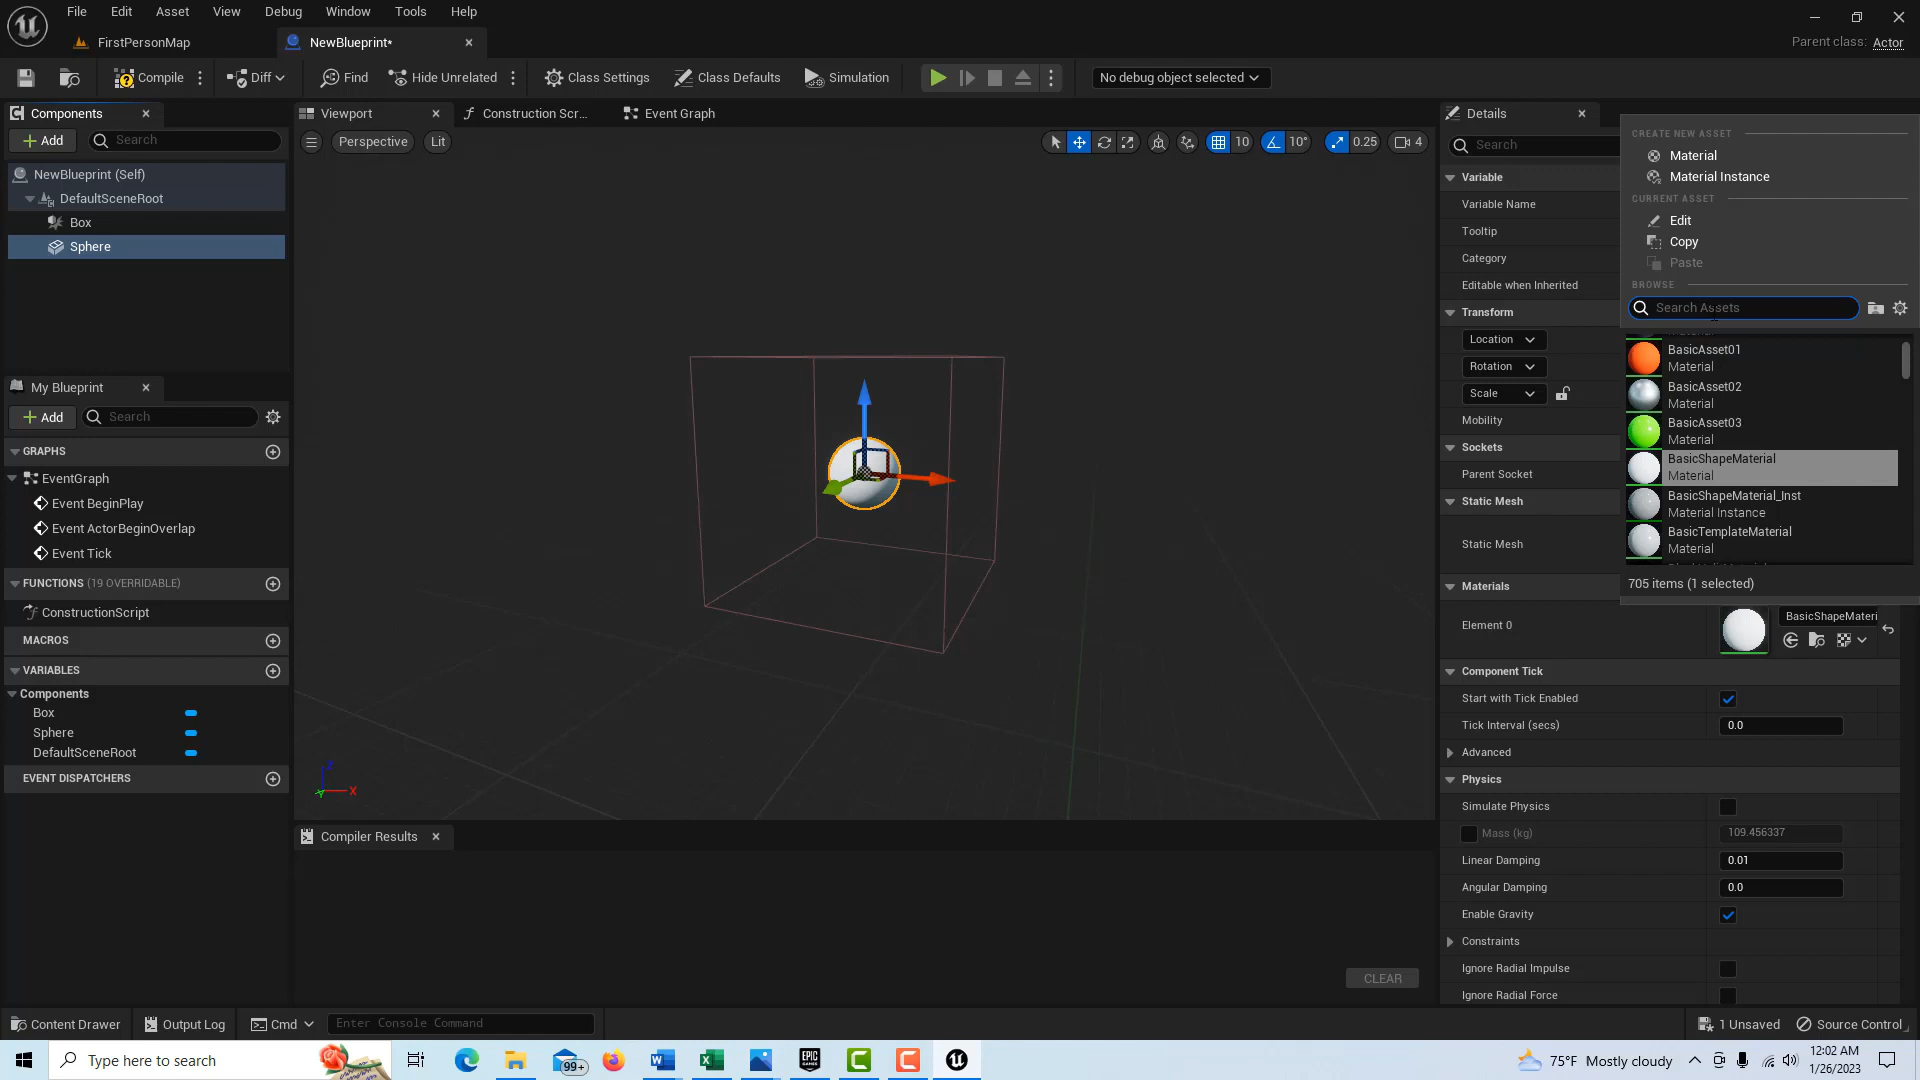 File Edit Asset View Debug Window Tools Help
FirstPersonMap
NewBlueprint*
Parent class: Actor
Compile
Diff
Find
Hide Unrelated
Class Settings
Class Defaults
Simulation
No debug object selected
Components
Add
Search
NewBlueprint (Self)
DefaultSceneRoot
Box
Sphere
My Blueprint
Add
Search
GRAPHS
EventGraph
Event BeginPlay
Event ActorBeginOverlap
Event Tick
FUNCTIONS (19 OVERRIDABLE)
ConstructionScript
MACROS
VARIABLES
Components
Box
Sphere
DefaultSceneRoot
EVENT DISPATCHERS
Viewport
Construction Scr...
Event Graph
Perspective
Lit
10
10°
0.25
4
Z
Y
X
Compiler Results
CLEAR
Details
Search
Variable
Variable Name
Tooltip
Category
Editable when Inherited
Transform
Location
Rotation
Scale
Mobility
Sockets
Parent Socket
Static Mesh
Static Mesh
Materials
Element 0
BasicShapeMateri
Component Tick
Start with Tick Enabled
Tick Interval (secs)
0.0
Advanced
Physics
Simulate Physics
Mass (kg)
109.456337
Linear Damping
0.01
Angular Damping
0.0
Enable Gravity
Constraints
Ignore Radial Impulse
Ignore Radial Force
CREATE NEW ASSET
Material
Material Instance
CURRENT ASSET
Edit
Copy
Paste
BROWSE
Search Assets
BasicAsset01
Material
BasicAsset02
Material
BasicAsset03
Material
BasicShapeMaterial
Material
BasicShapeMaterial_Inst
Material Instance
BasicTemplateMaterial
Material
705 items (1 selected)
Content Drawer
Output Log
Cmd
Enter Console Command
1 Unsaved
Source Control
Type here to search
99+
EPIC GAMES
75°F Mostly cloudy
12:02 AM
1/26/2023